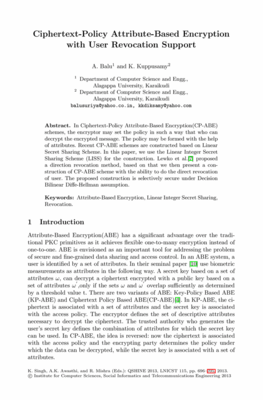 Ciphertext-Policy Attribute-Based Encryption
with User Revocation Support
A. Balu1 and K. Kuppusamy2
1 Department of Computer Science and Engg.,
Alagappa University, Karaikudi
2 Department of Computer Science and Engg.,
Alagappa University, Karaikudi
baluuriya@yahoo.co.in, kkdiksamy@yahoo.com
Abstract. In Ciphertext-Policy Attribute-Based Encryption(CP-ABE)
schemes, the encryptor may set the policy in such a way that who can
decrypt the encrypted message. The policy may be formed with the help
of attributes. Recent CP-ABE schemes are constructed based on Linear
Secret Sharing Scheme. In this paper, we use the Linear Integer Secret
Sharing Scheme (LISS) for the construction. Lewko et al.[7] proposed
a direction revocation method, based on that we then present a con-
struction of CP-ABE scheme with the ability to do the direct revocation
of user. The proposed construction is selectively secure under Decision
Bilinear Diffe-Hellman assumption.
Keywords: Attribute-Based Encryption, Linear Integer Secret Sharing,
Revocation.
1 Introduction
Attribute-Based Encryption(ABE) has a significant advantage over the tradi-
tional PKC primitives as it achieves flexible one-to-many encryption instead of
one-to-one. ABE is envisioned as an important tool for addressing the problem
of secure and fine-grained data sharing and access control. In an ABE system, a
user is identified by a set of attributes. In their seminal paper [10] use biometric
measurements as attributes in the following way. A secret key based on a set of
attributes ω, can decrypt a ciphertext encrypted with a public key based on a
set of attributes ω′ only if the sets ω and ω′ overlap sufficiently as determined
by a threshold value t. There are two variants of ABE: Key-Policy Based ABE
(KP-ABE) and Ciphertext Policy Based ABE(CP-ABE)[4]. In KP-ABE, the ci-
phertext is associated with a set of attributes and the secret key is associated
with the access policy. The encryptor defines the set of descriptive attributes
necessary to decrypt the ciphertext. The trusted authority who generates the
user's secret key defines the combination of attributes for which the secret key
can be used. In CP-ABE, the idea is reversed: now the ciphertext is associated
with the access policy and the encrypting party determines the policy under
which the data can be decrypted, while the secret key is associated with a set of
attributes.
K. Singh, A.K. Awasthi, and R. Mishra (Eds.): QSHINE 2013, LNICST 115, pp. 696– , 2013.
© Institute for Computer Sciences, Social Informatics and Telecommunications Engineering 2013